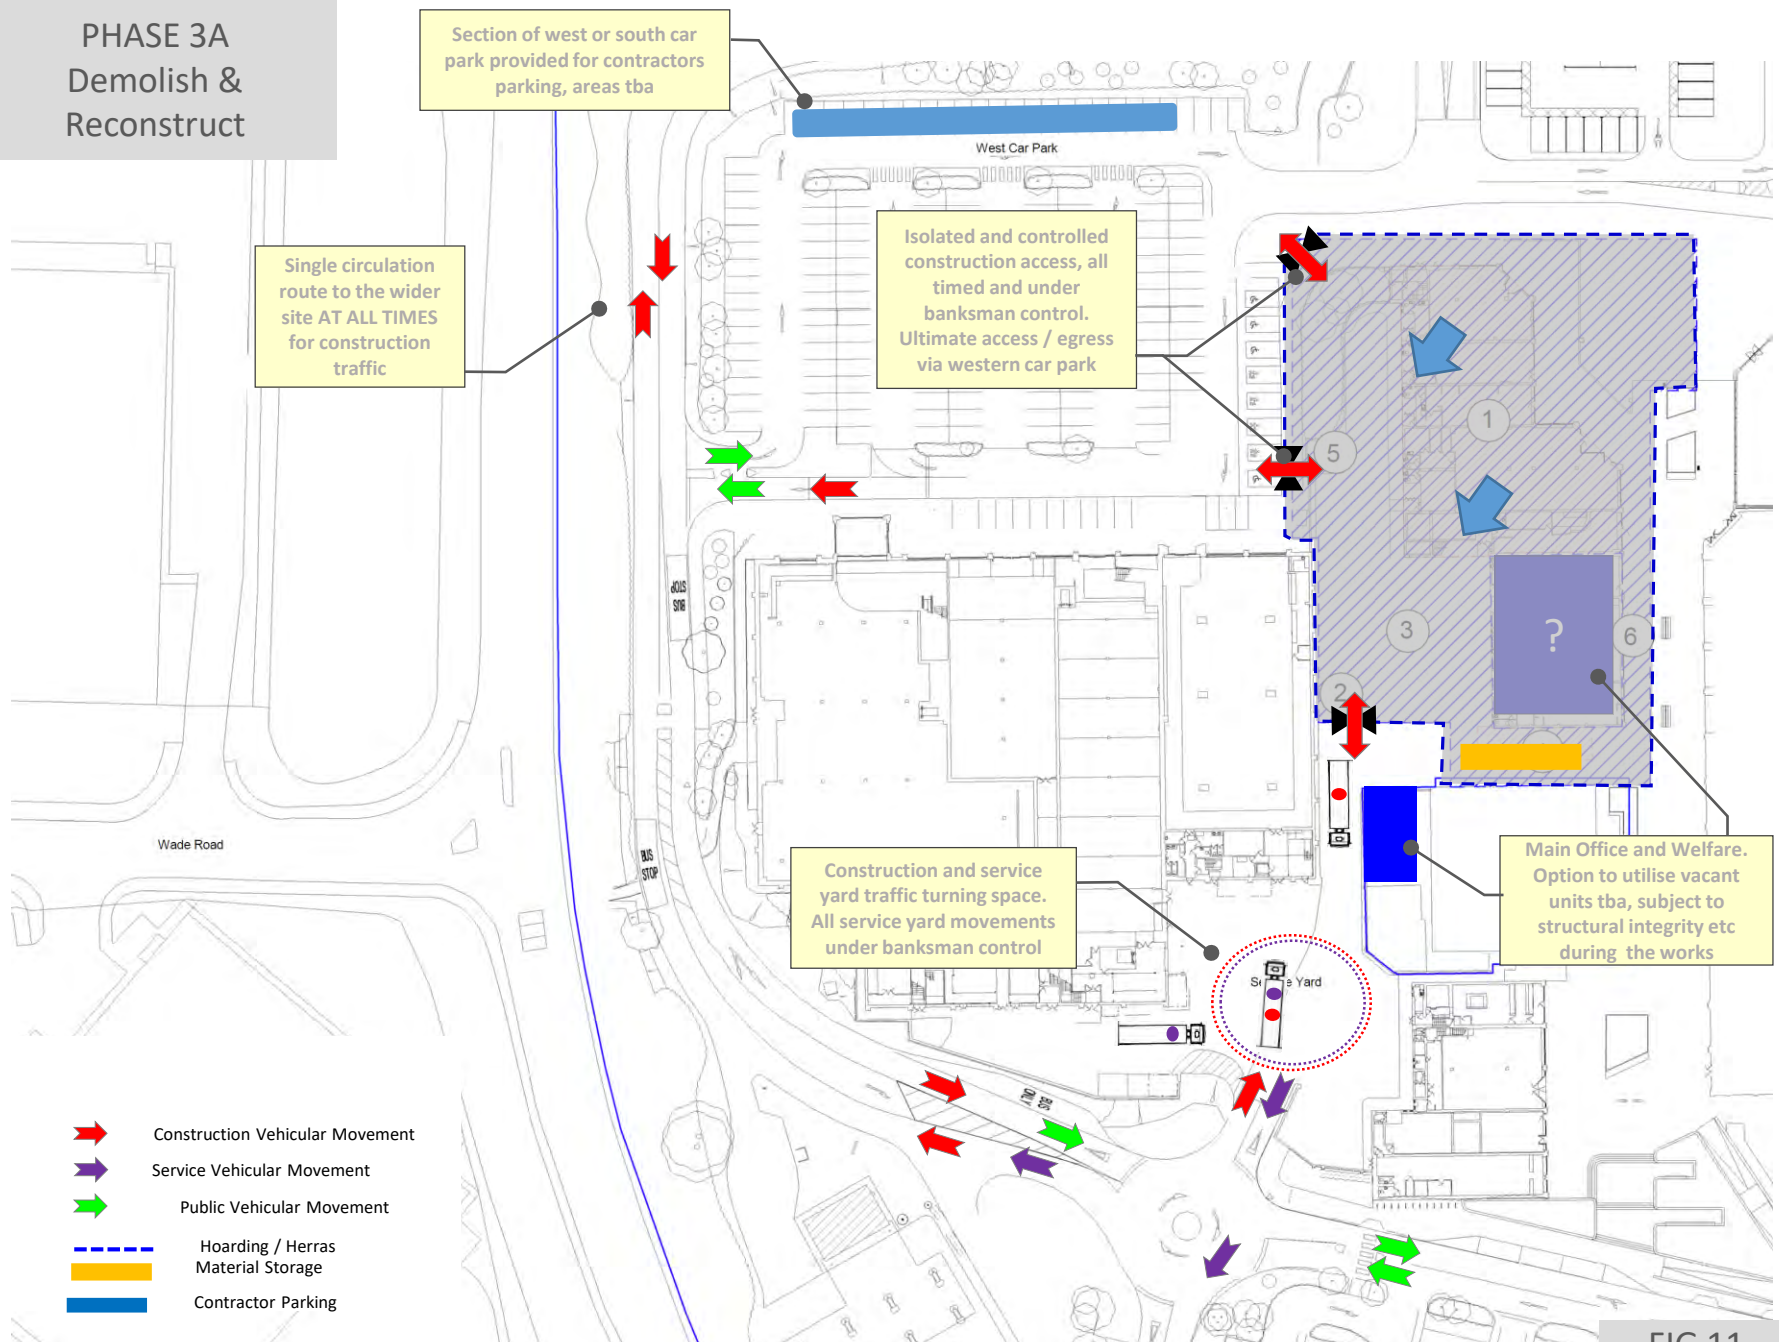 PHASE 3A
Demolish &
Reconstruct
Section of west or south car
park provided for contractors
parking, areas tba
West Car Park
Isolated and controlled
construction access, all
timed and under
banksman control.
Ultimate access / egress
via western car park
Single circulation
route to the wider
site AT ALL TIMES
for construction
traffic
1
5
3
?
6
2
BUS
STOP
Wade Road
BUS
STOP
Construction and service
yard traffic turning space.
All service yard movements
under banksman control
Main Office and Welfare.
Option to utilise vacant
units tba, subject to
structural integrity etc
during the works
Yard
BUS
ONLY
Construction Vehicular Movement
Service Vehicular Movement
Public Vehicular Movement
Hoarding / Herras
Material Storage
Contractor Parking
FIG 11